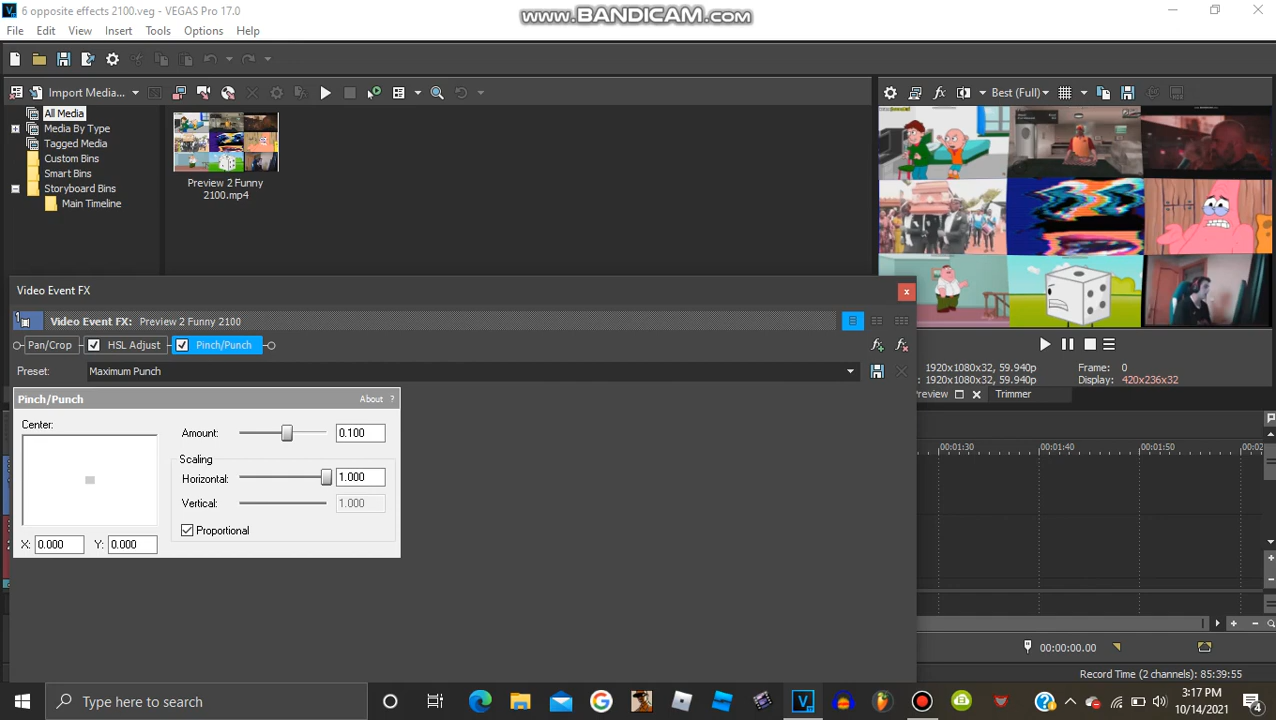 6 opposite effects 2100.veg - VEGAS Pro 17.0
www.BANDICAM.com
File Edit View Insert Tools Options Help
Import Media...
Best (Full)
All Media
Media By Type
Tagged Media
Custom Bins
Smart Bins
Storyboard Bins
Main Timeline
Preview 2 Funny
2100.mp4
Video Event FX
Video Event FX: Preview 2 Funny 2100
Pan/Crop HSL Adjust Pinch/Punch
Preset: Maximum Punch
Pinch/Punch About ?
Center:
Amount: 0.100
Scaling
Horizontal: 1.000
Vertical: 1.000
Proportional
X: 0.000 Y: 0.000
1920x1080x32, 59.940p Frame: 0
1920x1080x32, 59.940p Display: 420x236x32
review Trimmer
00:01:30 00:01:40 00:01:50 00:02
00:00:00.00
Record Time (2 channels): 85:39:55
Type here to search
3:17 PM
10/14/2021
4